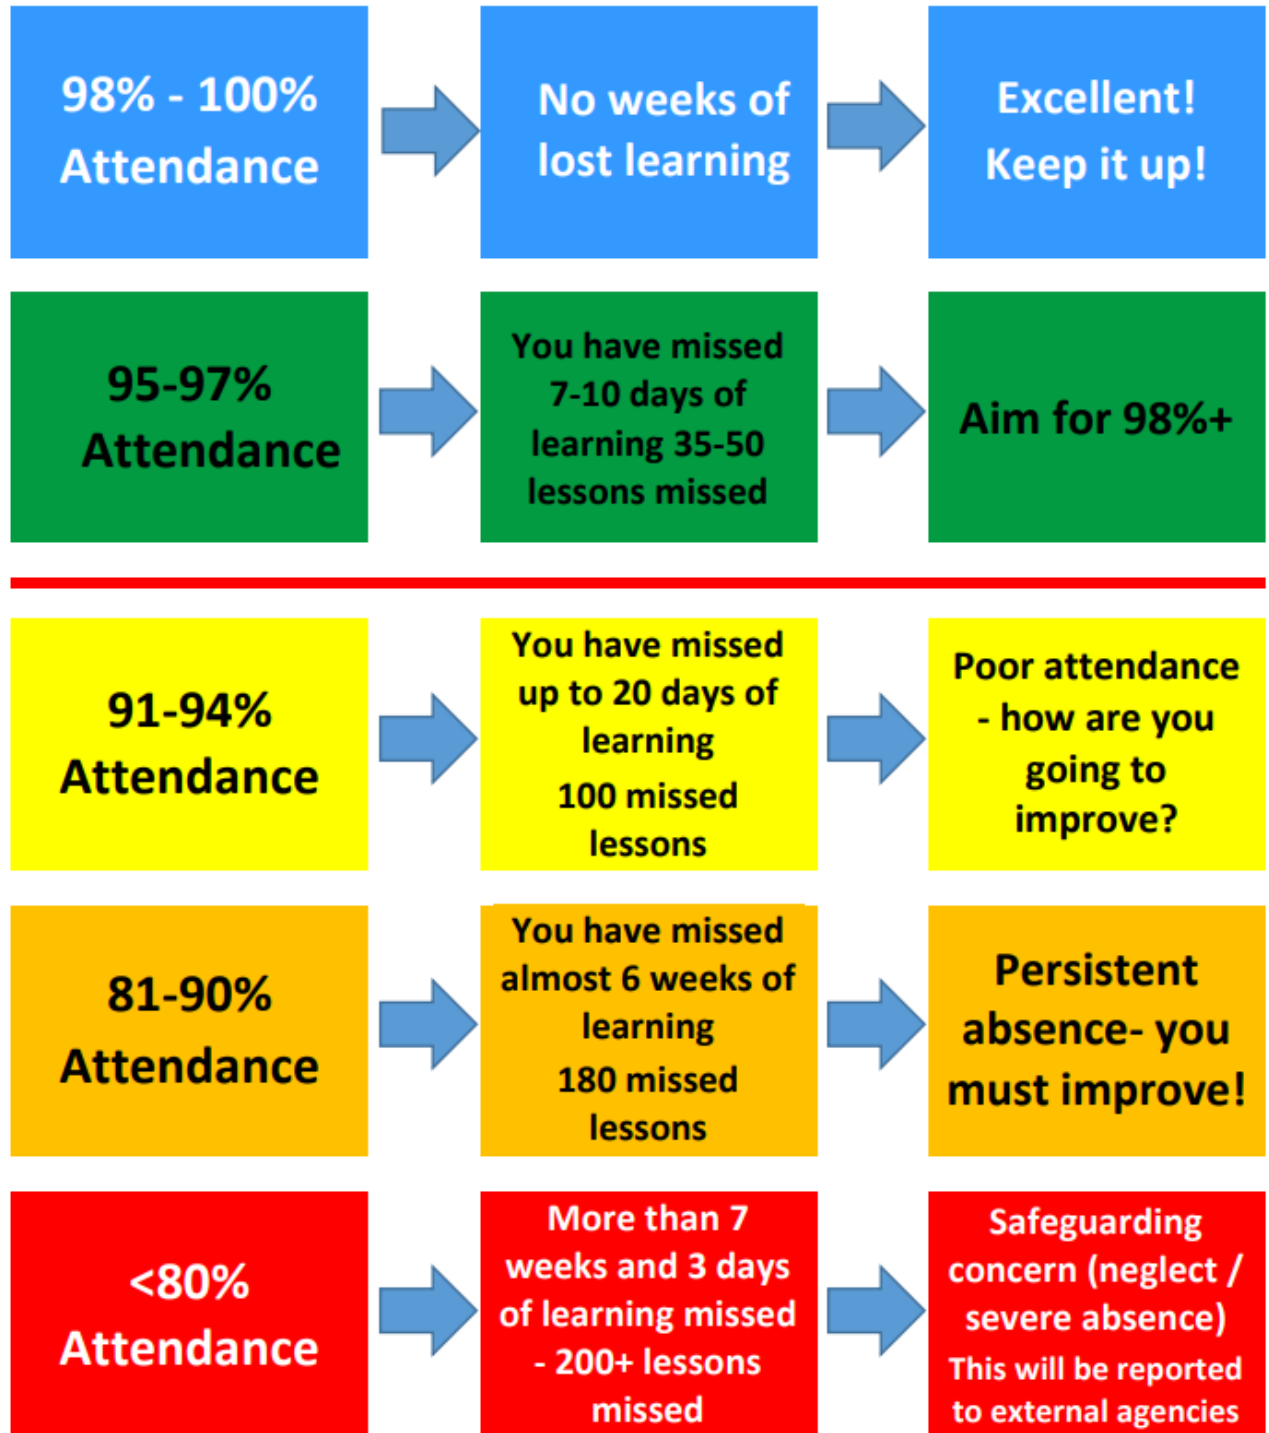 98% - 100%
Attendance
No weeks of
lost learning
Excellent!
Keep it up!
95-97%
Attendance
You have missed
7-10 days of
learning 35-50
lessons missed
Aim for 98%+
91-94%
Attendance
You have missed
up to 20 days of
learning
100 missed
lessons
Poor attendance
- how are you
going to
improve?
81-90%
Attendance
You have missed
almost 6 weeks of
learning
180 missed
lessons
Persistent
absence- you
must improve!
<80%
Attendance
More than 7
weeks and 3 days
of learning missed
- 200+ lessons
missed
Safeguarding
concern (neglect /
severe absence)
This will be reported
to external agencies